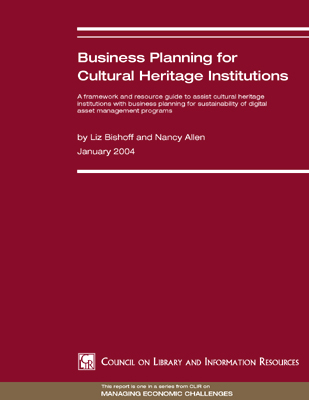 Business Planning for
Cultural Heritage Institutions
A framework and resource guide to assist cultural heritage
institutions with business planning for sustainability of digital
asset management programs
by Liz Bishoff and Nancy Allen
January 2004
COUNCIL ON LIBRARY AND INFORMATION RESOURCES
This report is one in a series from CLIR on
MANAGING ECONOMIC CHALLENGES